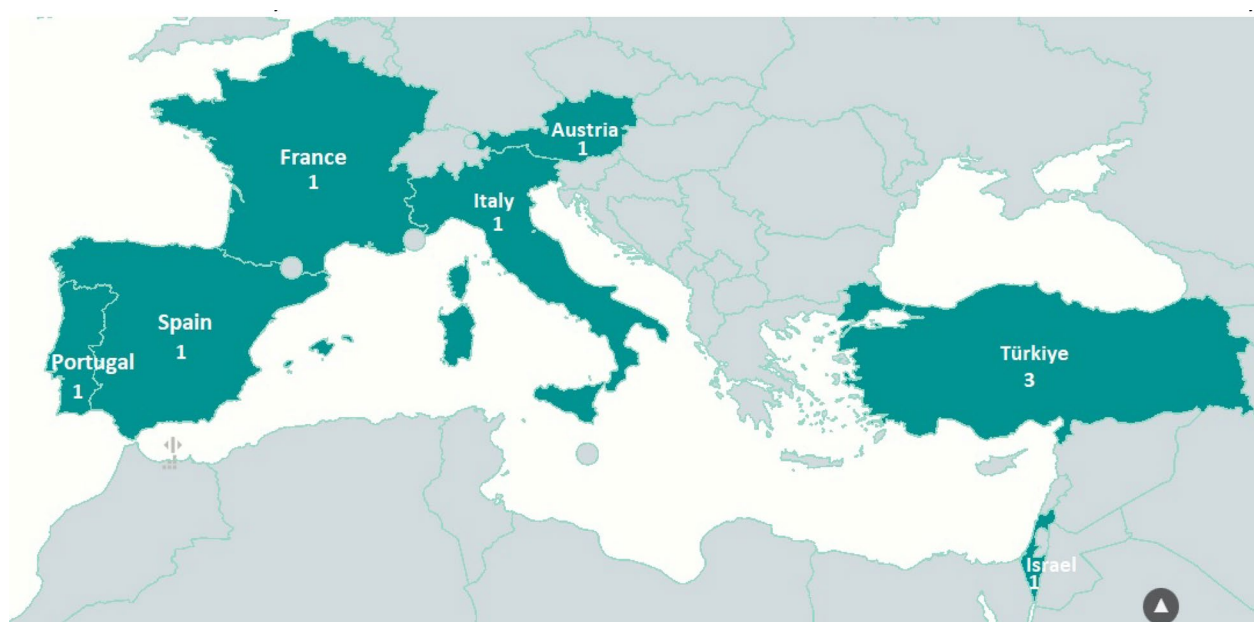 Austria
1
France
1
Italy
1
Spain
1
Portugal
1
Türkiye
3
Israel
1